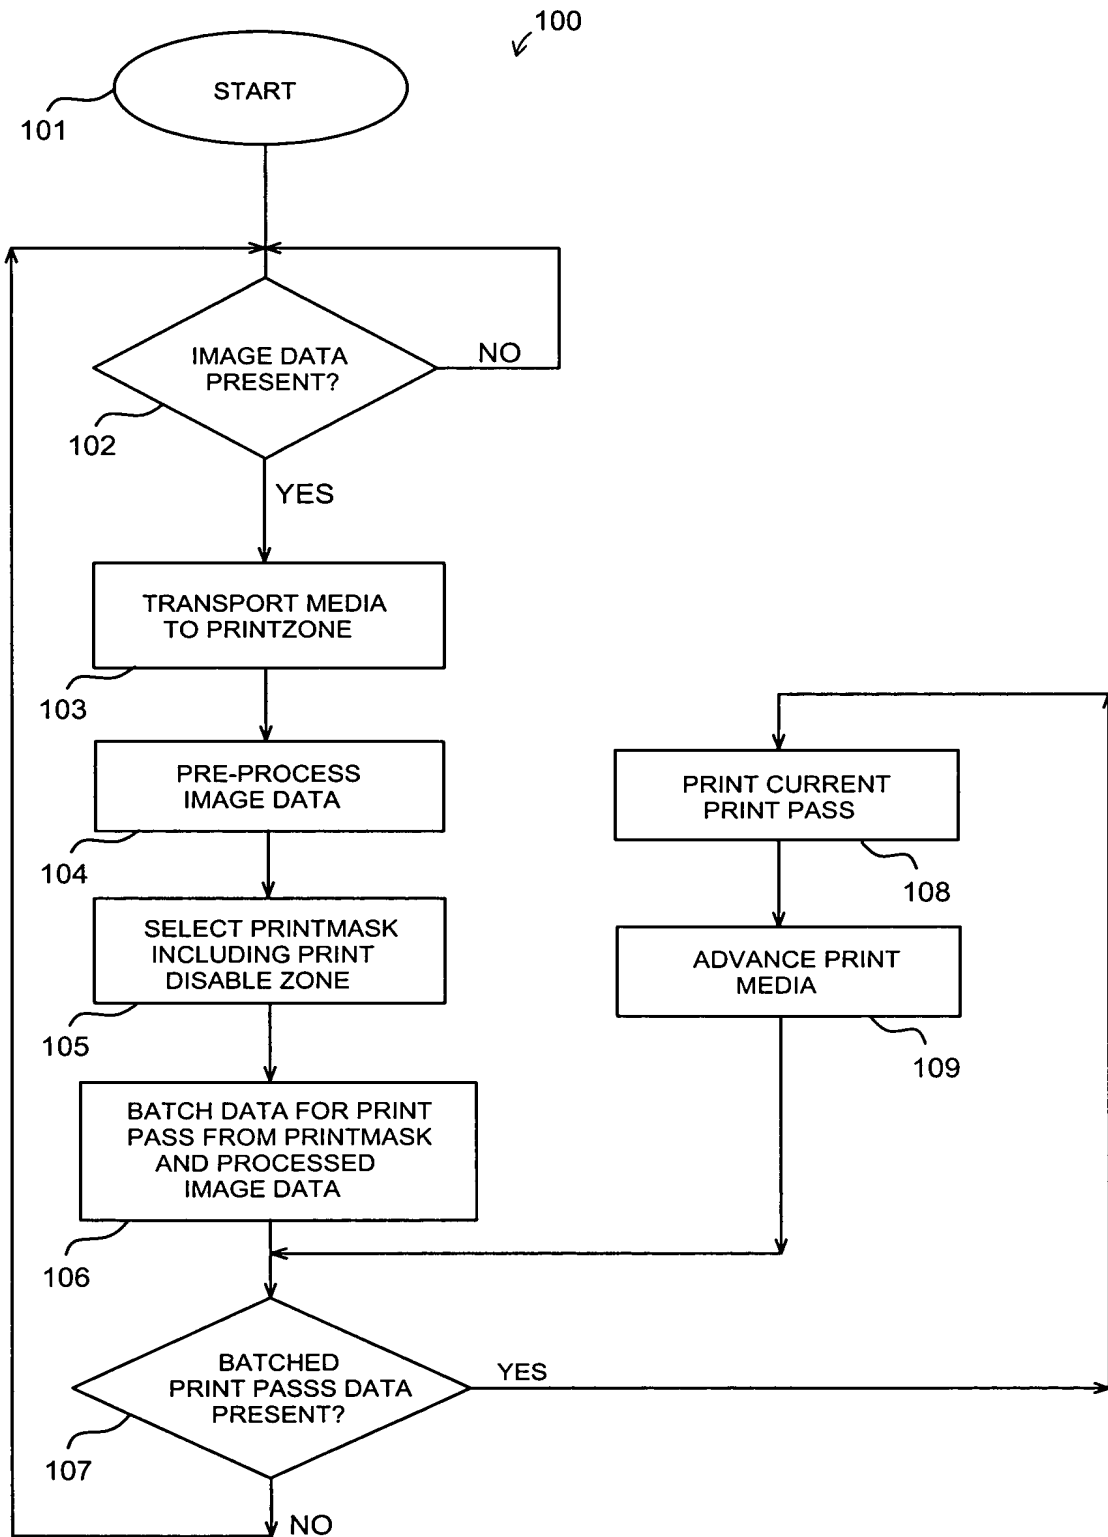 100
START
101
IMAGE DATA
PRESENT?
NO
102
YES
TRANSPORT MEDIA
TO PRINTZONE
103
PRE-PROCESS
IMAGE DATA
104
SELECT PRINTMASK
INCLUDING PRINT
DISABLE ZONE
105
BATCH DATA FOR PRINT
PASS FROM PRINTMASK
AND PROCESSED
IMAGE DATA
106
BATCHED
PRINT PASSS DATA
PRESENT?
YES
107
NO
PRINT CURRENT
PRINT PASS
108
ADVANCE PRINT
MEDIA
109